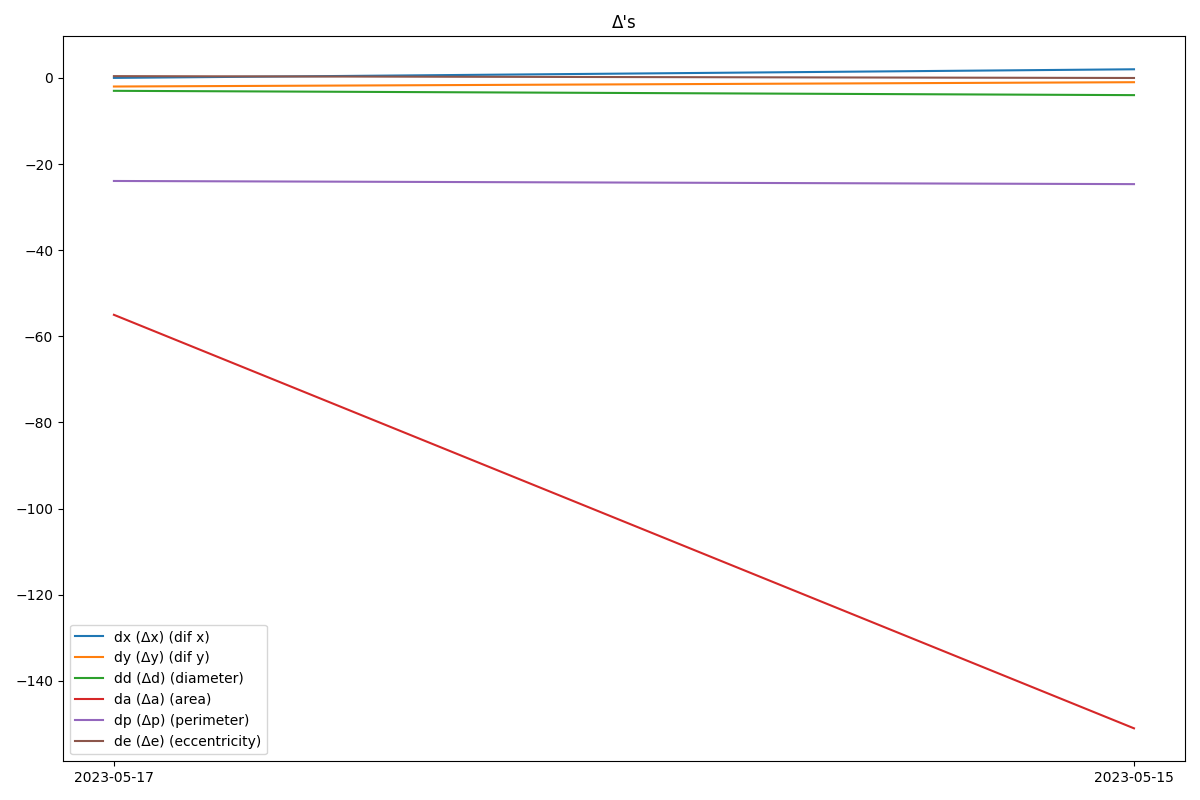 Δ's
0
−20
−40
−60
−80
−100
−120
−140
dx (Δx) (dif x)
dy (Δy) (dif y)
dd (Δd) (diameter)
da (Δa) (area)
dp (Δp) (perimeter)
de (Δe) (eccentricity)
2023-05-17
2023-05-15